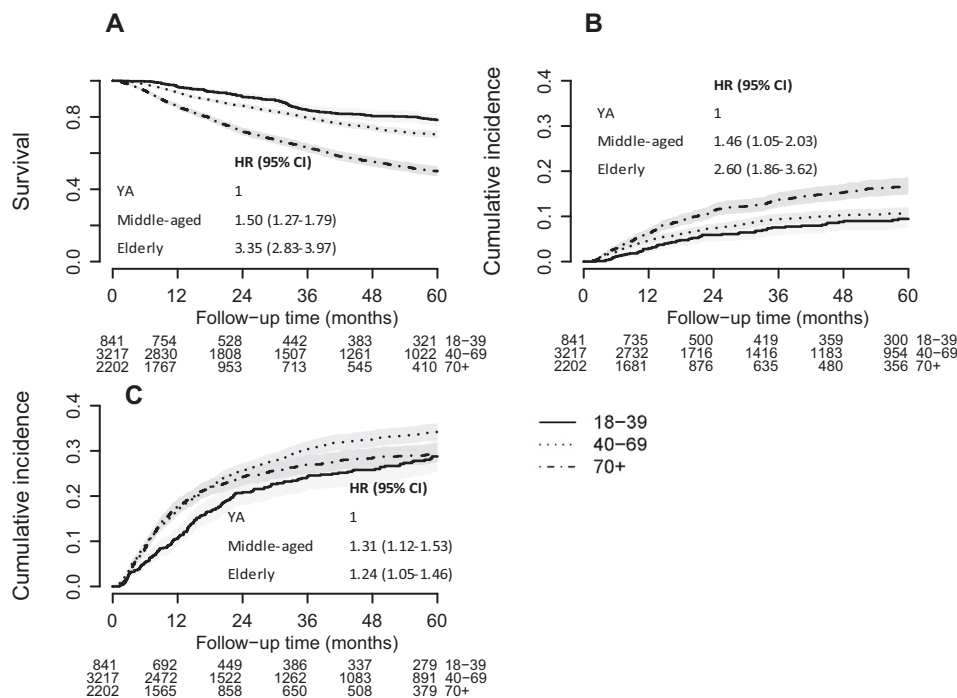 A
Survival
0.0 0.4 0.8
HR (95% CI)
YA 1
Middle-aged 1.50 (1.27-1.79)
Elderly 3.35 (2.83-3.97)
0 12 24 36 48 60
Follow-up time (months)
841 754 528 442 383 321 18-39
3217 2830 1808 1507 1261 1022 40-69
2202 1767 953 713 545 410 70+
B
Cumulative incidence
0.0 0.1 0.2 0.3 0.4
HR (95% CI)
YA 1
Middle-aged 1.46 (1.05-2.03)
Elderly 2.60 (1.86-3.62)
0 12 24 36 48 60
Follow-up time (months)
841 735 500 419 359 300 18-39
3217 2732 1716 1416 1183 954 40-69
2202 1681 876 635 480 356 70+
C
Cumulative incidence
0.0 0.1 0.2 0.3 0.4
HR (95% CI)
YA 1
Middle-aged 1.31 (1.12-1.53)
Elderly 1.24 (1.05-1.46)
0 12 24 36 48 60
Follow-up time (months)
841 692 449 386 337 279 18-39
3217 2472 1522 1262 1083 891 40-69
2202 1565 858 650 508 379 70+
18-39
40-69
70+